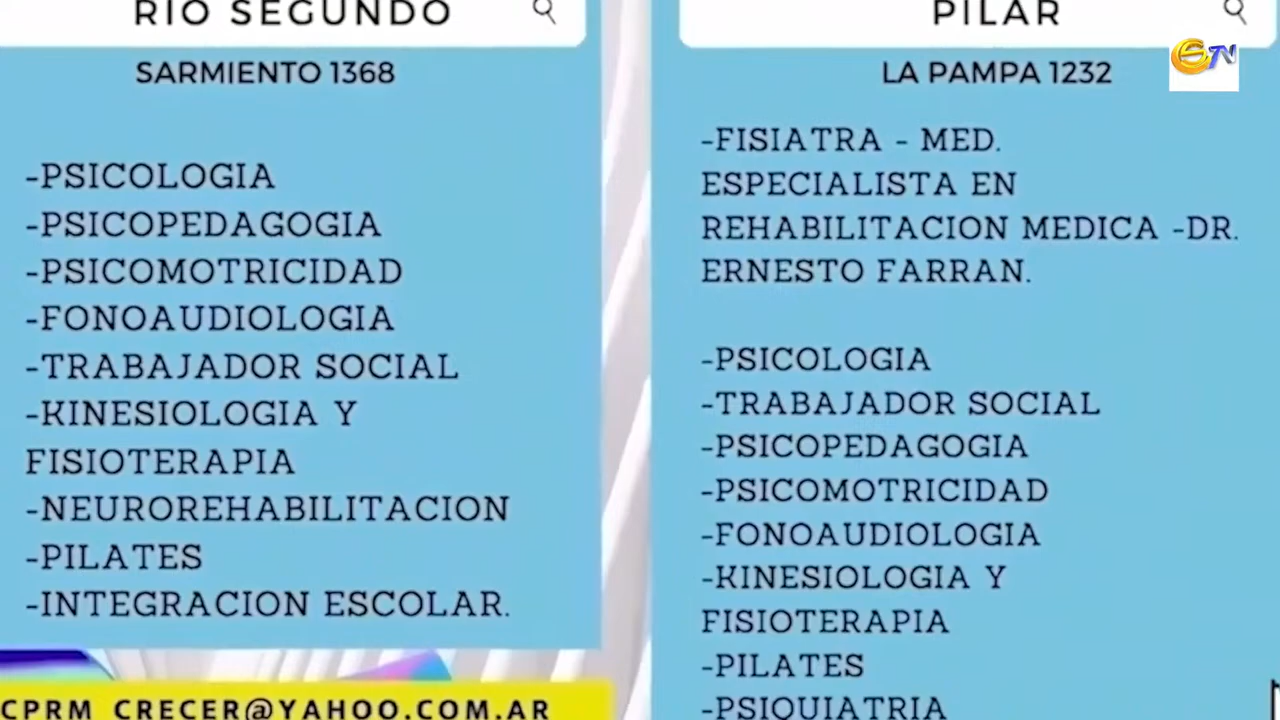 RIO SEGUNDO
SARMIENTO 1368
-PSICOLOGIA
-PSICOPEDAGOGIA
-PSICOMOTRICIDAD
-FONOAUDIOLOGIA
-TRABAJADOR SOCIAL
-KINESIOLOGIA Y
FISIOTERAPIA
-NEUROREHABILITACION
-PILATES
-INTEGRACION ESCOLAR.
CPRM_CRECER@YAHOO.COM.AR
PILAR
LA PAMPA 1232
-FISIATRA - MED.
ESPECIALISTA EN
REHABILITACION MEDICA -DR.
ERNESTO FARRAN.
-PSICOLOGIA
-TRABAJADOR SOCIAL
-PSICOPEDAGOGIA
-PSICOMOTRICIDAD
-FONOAUDIOLOGIA
-KINESIOLOGIA Y
FISIOTERAPIA
-PILATES
-PSIQUIATRIA
STV